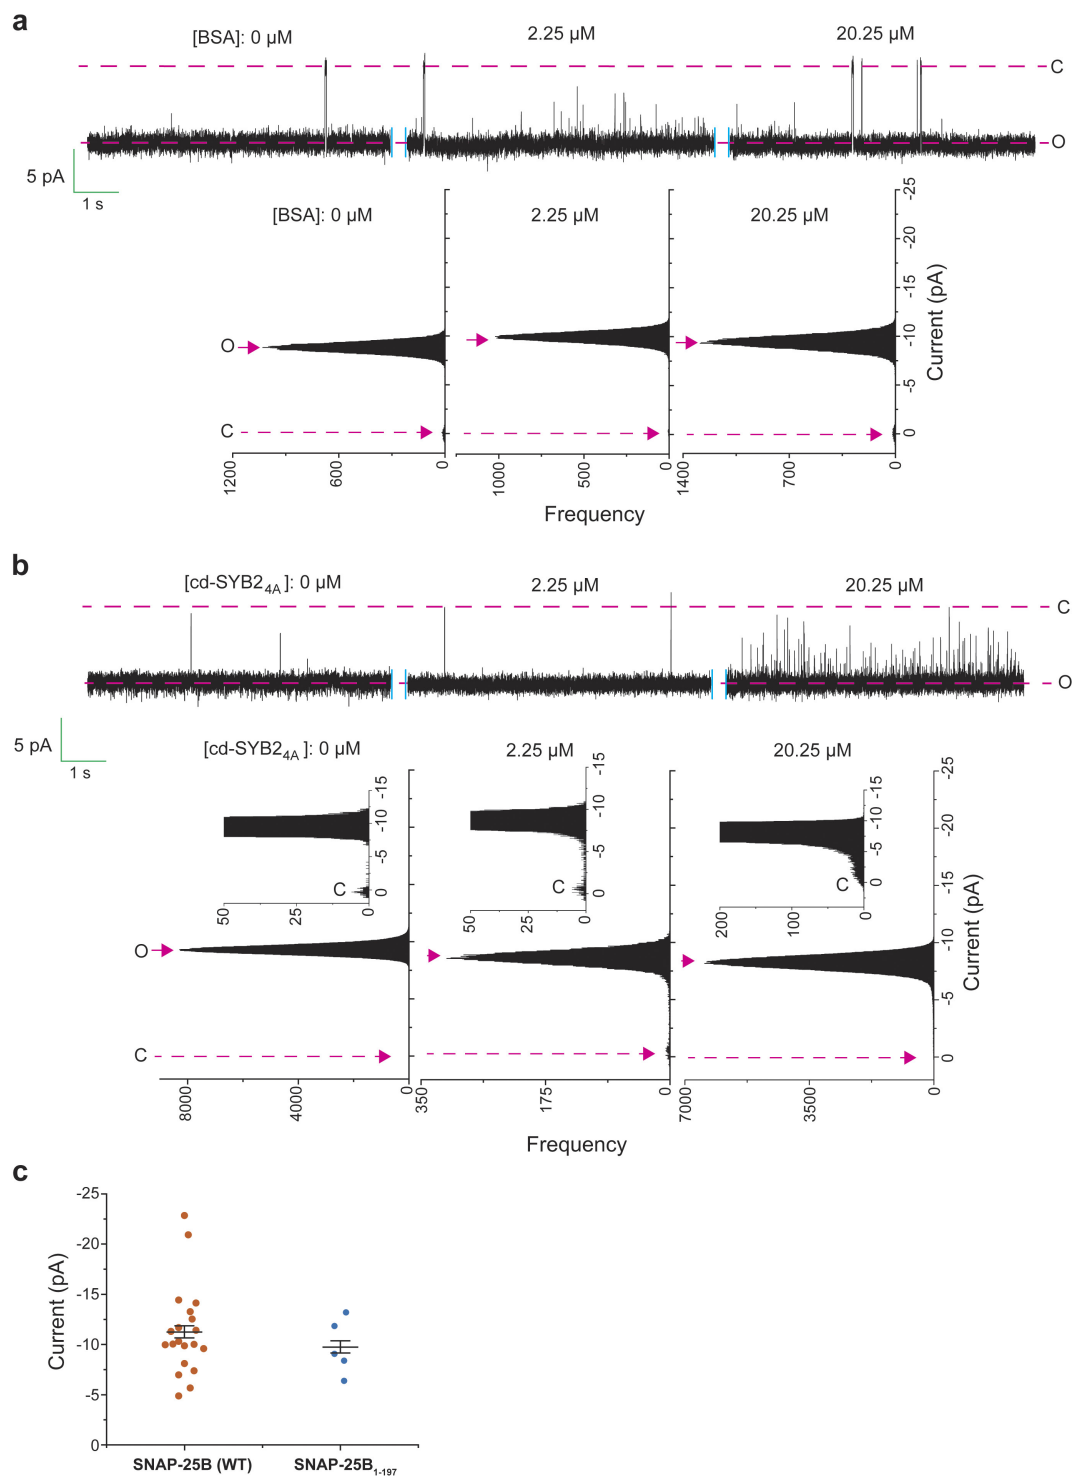 a
[BSA]: 0 µM 2.25 µM 20.25 µM
C
O
5 pA
1 s
[BSA]: 0 µM 2.25 µM 20.25 µM
-25
-20
-15
-10
-5
0
Current (pA)
O
C
1200 600 0 1000 500 0 1400 700 0
Frequency
b
[cd-SYB24A]: 0 µM 2.25 µM 20.25 µM
C
O
5 pA
1 s
[cd-SYB24A]: 0 µM 2.25 µM 20.25 µM
-15 -10 -5 0
C
50 25 0
-15 -10 -5 0
C
50 25 0
-15 -10 -5 0
C
200 100 0
-25
-20
-15
-10
-5
0
Current (pA)
O
C
8000 4000 0 350 175 0 7000 3500 0
Frequency
c
-25
-20
-15
-10
-5
0
Current (pA)
SNAP-25B (WT) SNAP-25B1-197